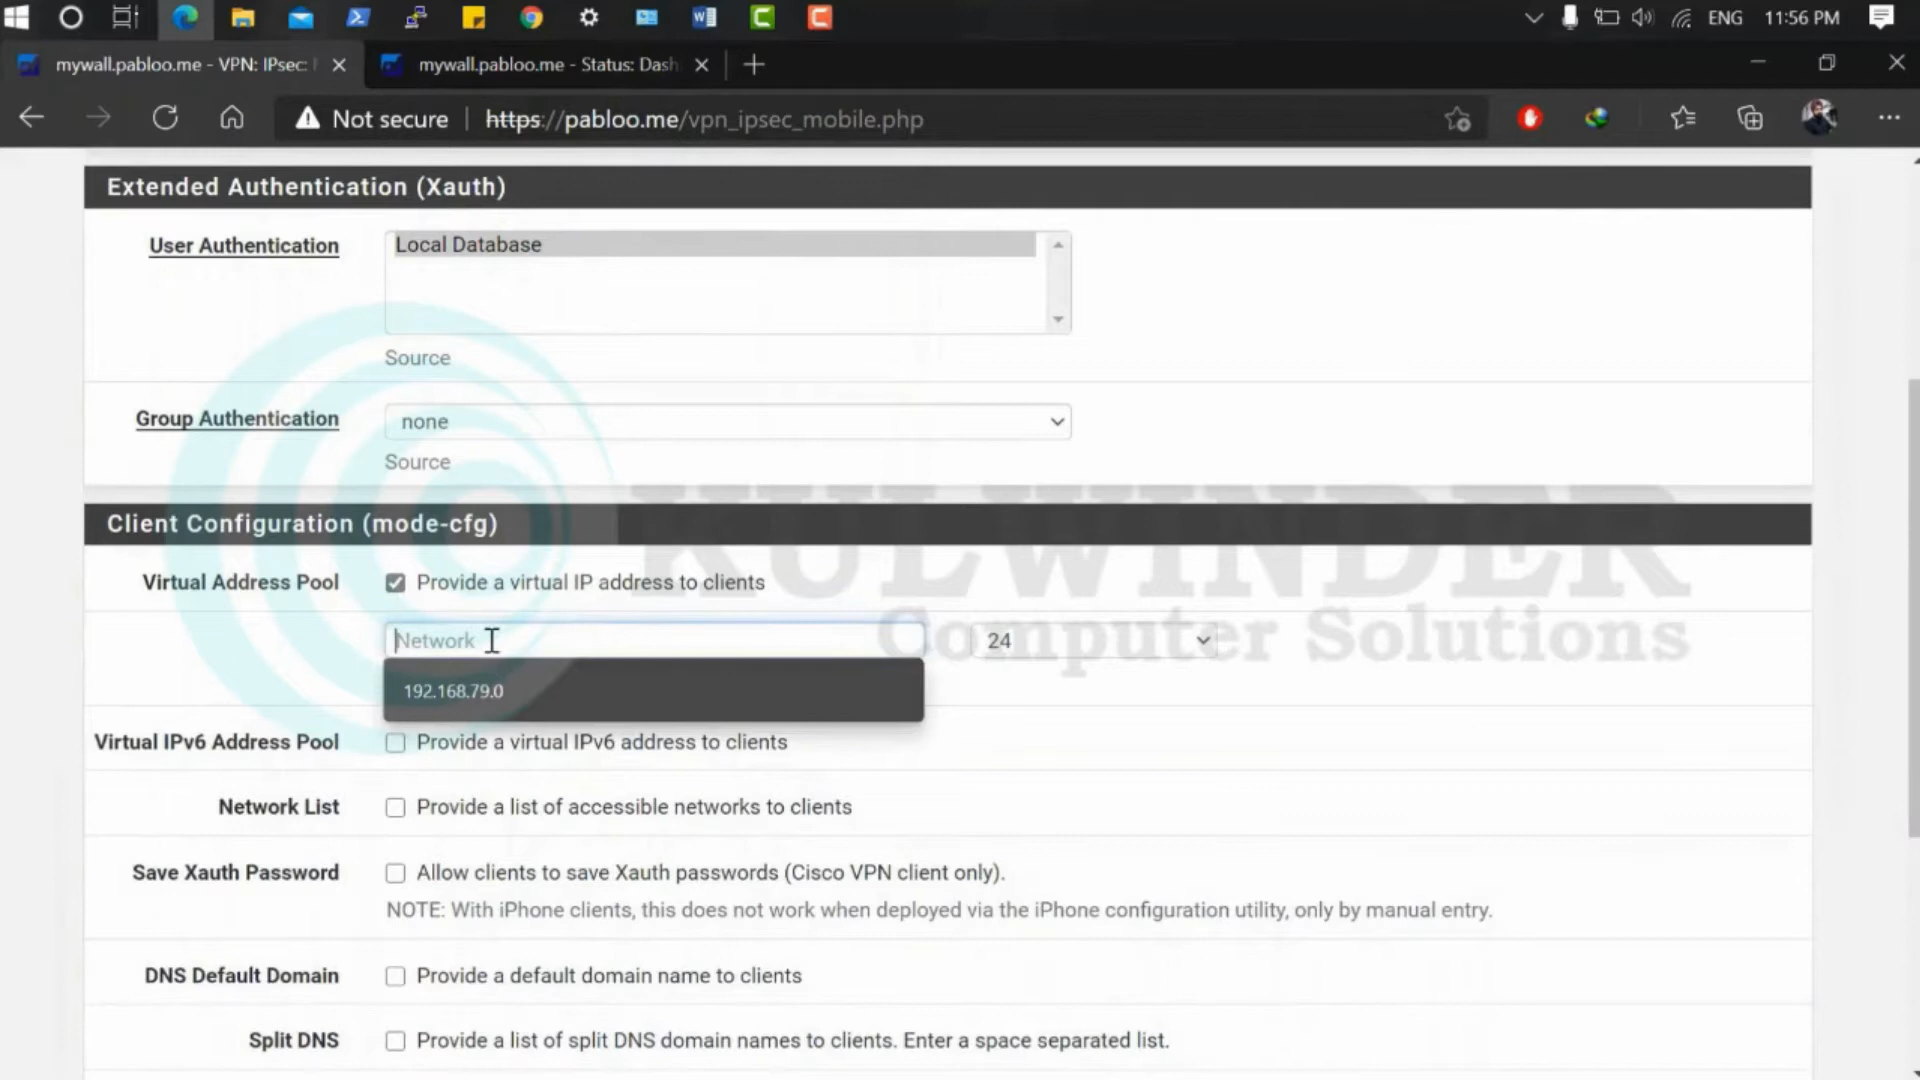 ENG 11:56 PM
mywall.pabloo.me - VPN: IPsec:
mywall.pabloo.me - Status: Dash
Not secure
https://pabloo.me/vpn_ipsec_mobile.php
Extended Authentication (Xauth)
User Authentication
Local Database
Source
Group Authentication
none
Source
Client Configuration (mode-cfg)
KULWINDER
Computer Solutions
Virtual Address Pool
Provide a virtual IP address to clients
Network
24
192.168.79.0
Virtual IPv6 Address Pool
Provide a virtual IPv6 address to clients
Network List
Provide a list of accessible networks to clients
Save Xauth Password
Allow clients to save Xauth passwords (Cisco VPN client only).
NOTE: With iPhone clients, this does not work when deployed via the iPhone configuration utility, only by manual entry.
DNS Default Domain
Provide a default domain name to clients
Split DNS
Provide a list of split DNS domain names to clients. Enter a space separated list.